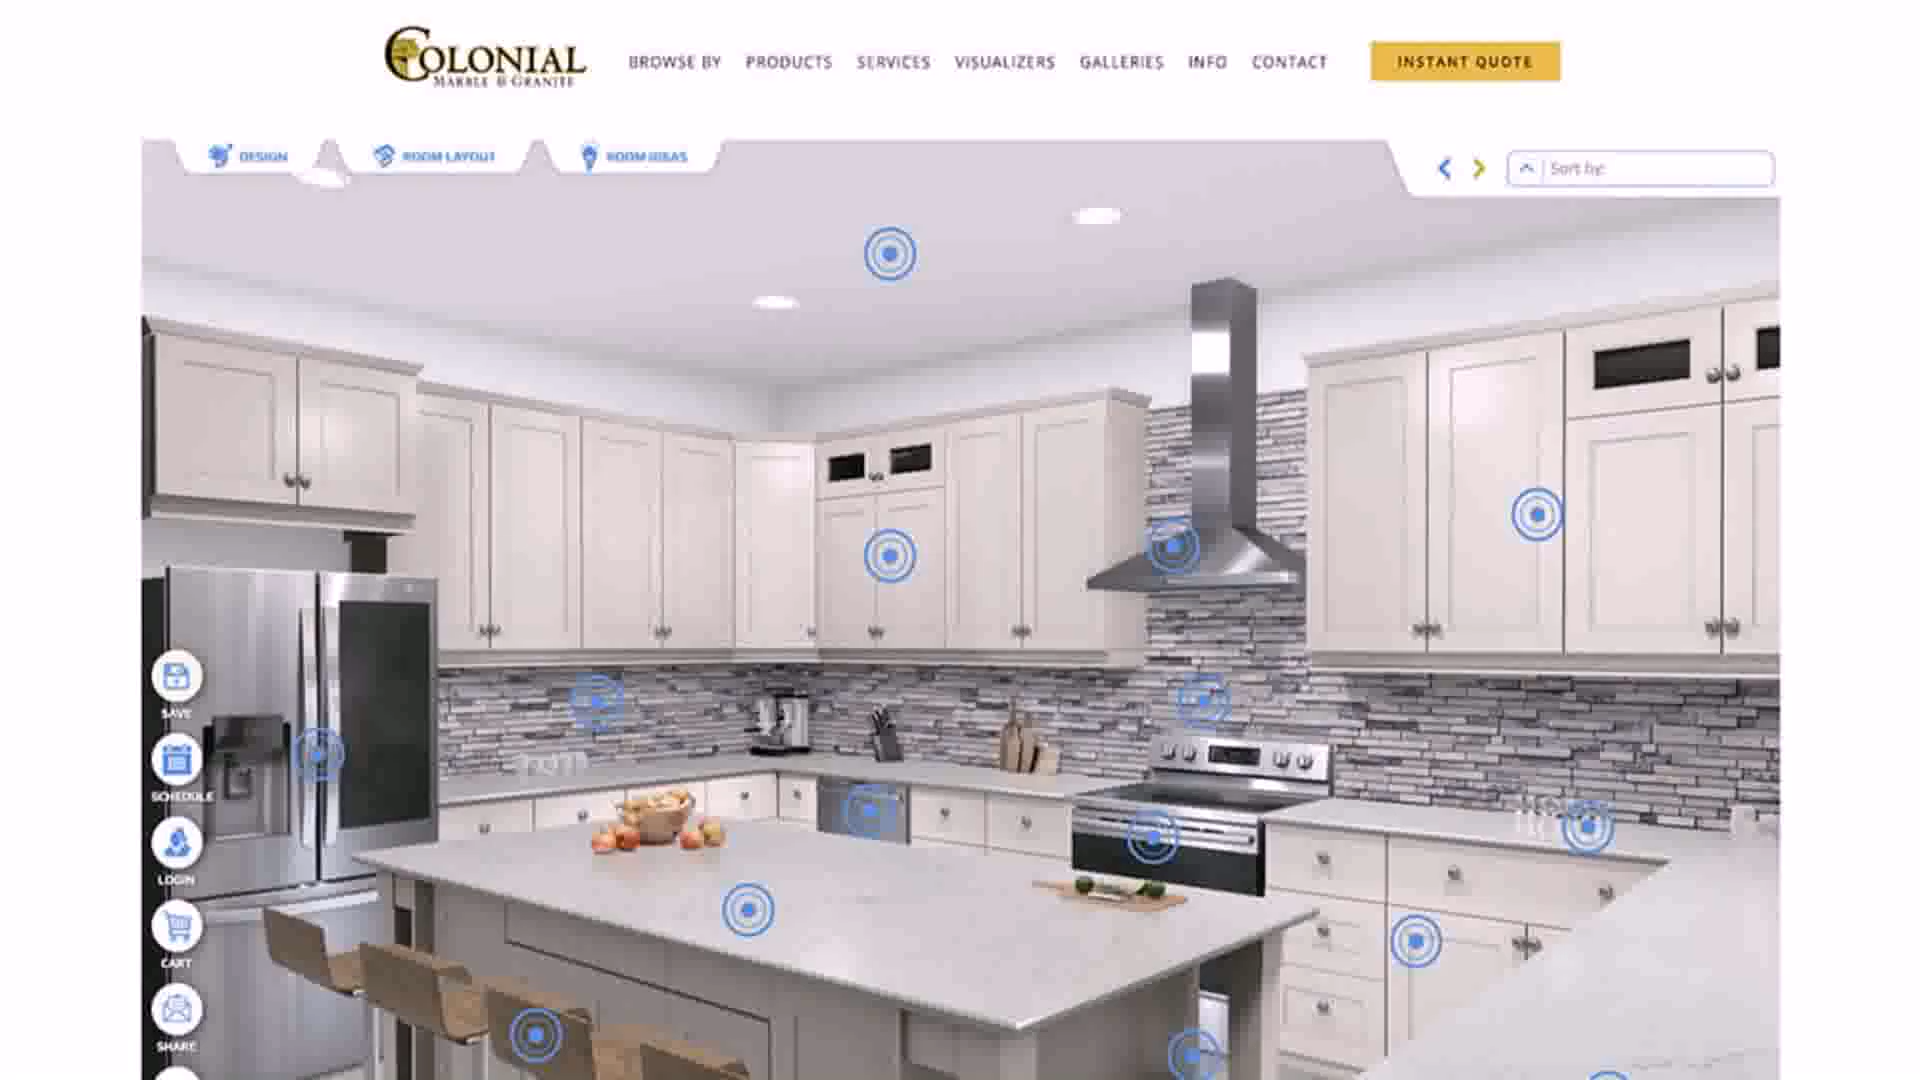 COLONIAL
MARBLE & GRANITE
BROWSE BY PRODUCTS SERVICES VISUALIZERS GALLERIES INFO CONTACT INSTANT QUOTE
DESIGN ROOM LAYOUT ROOM IDEAS Sort by:
SAVE
SCHEDULE
LOGIN
CART
SHARE